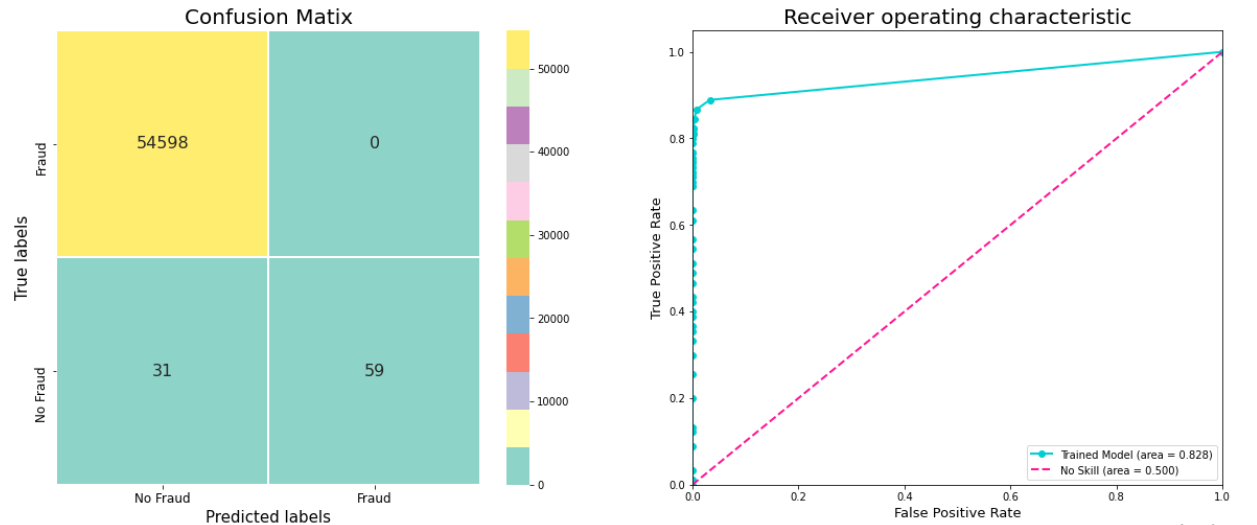 Confusion Matix
Fraud
No Fraud
True labels
54598
0
31
59
No Fraud
Fraud
Predicted labels
50000
40000
30000
20000
10000
0
Receiver operating characteristic
1.0
0.8
0.6
0.4
0.2
0.0
True Positive Rate
0.0
0.2
0.4
0.6
0.8
1.0
False Positive Rate
Trained Model (area = 0.828)
No Skill (area = 0.500)